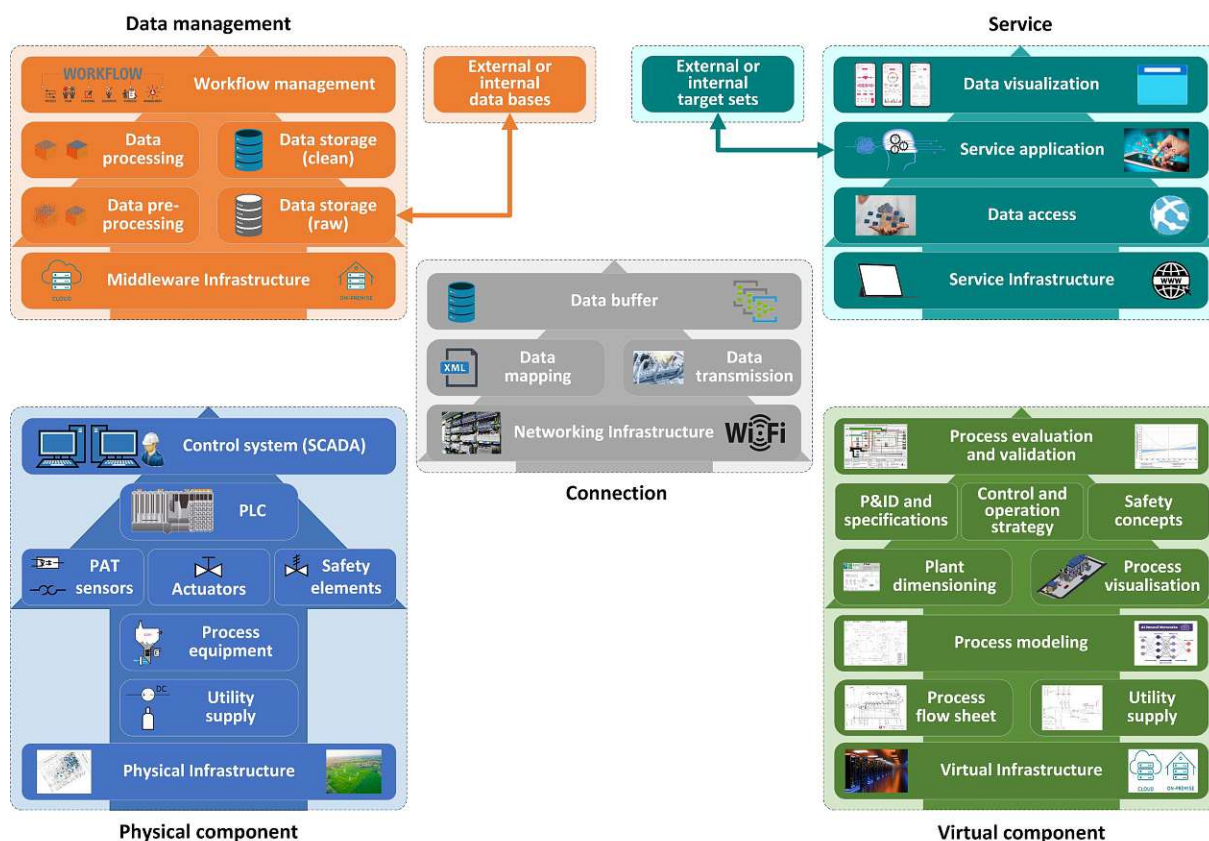 Data management
WORKFLOW
Workflow management
Data
processing
Data storage
(clean)
Data pre-
processing
Data storage
(raw)
CLOUD
Middleware Infrastructure
ON-PREMISE
External or
internal
data bases
External or
internal
target sets
Service
Data visualization
Service application
Data access
Service Infrastructure
WWW
Data buffer
XML
Data
mapping
Data
transmission
Networking Infrastructure
WiFi
Connection
Control system (SCADA)
PLC
PAT
sensors
Actuators
Safety
elements
Process
equipment
DC
Utility
supply
Physical Infrastructure
Physical component
Process evaluation
and validation
P&ID and
specifications
Control and
operation
strategy
Safety
concepts
Plant
dimensioning
Process
visualisation
Process modeling
Process
flow sheet
Utility
supply
Virtual Infrastructure
CLOUD
ON-PREMISE
Virtual component